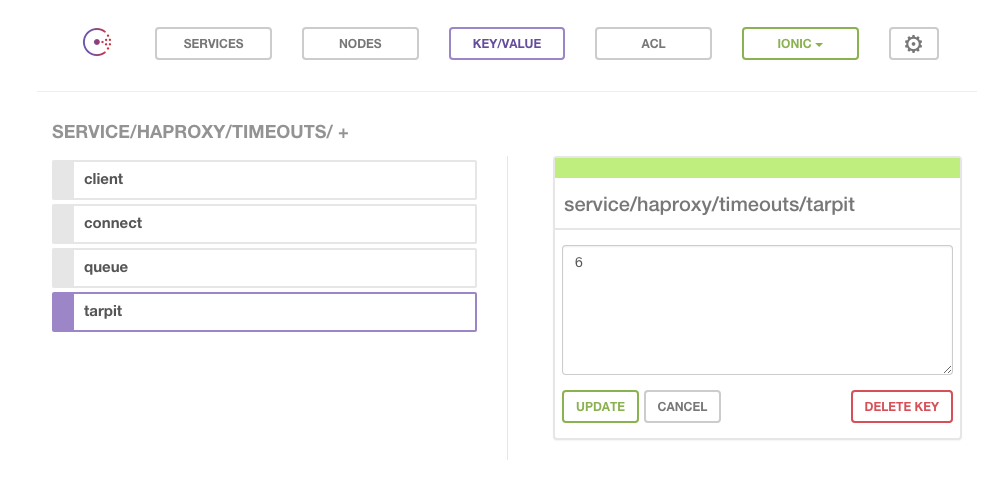 SERVICES NODES KEY/VALUE ACL IONIC
SERVICE/HAPROXY/TIMEOUTS/ +
client
connect
queue
tarpit
service/haproxy/timeouts/tarpit
6
UPDATE CANCEL DELETE KEY